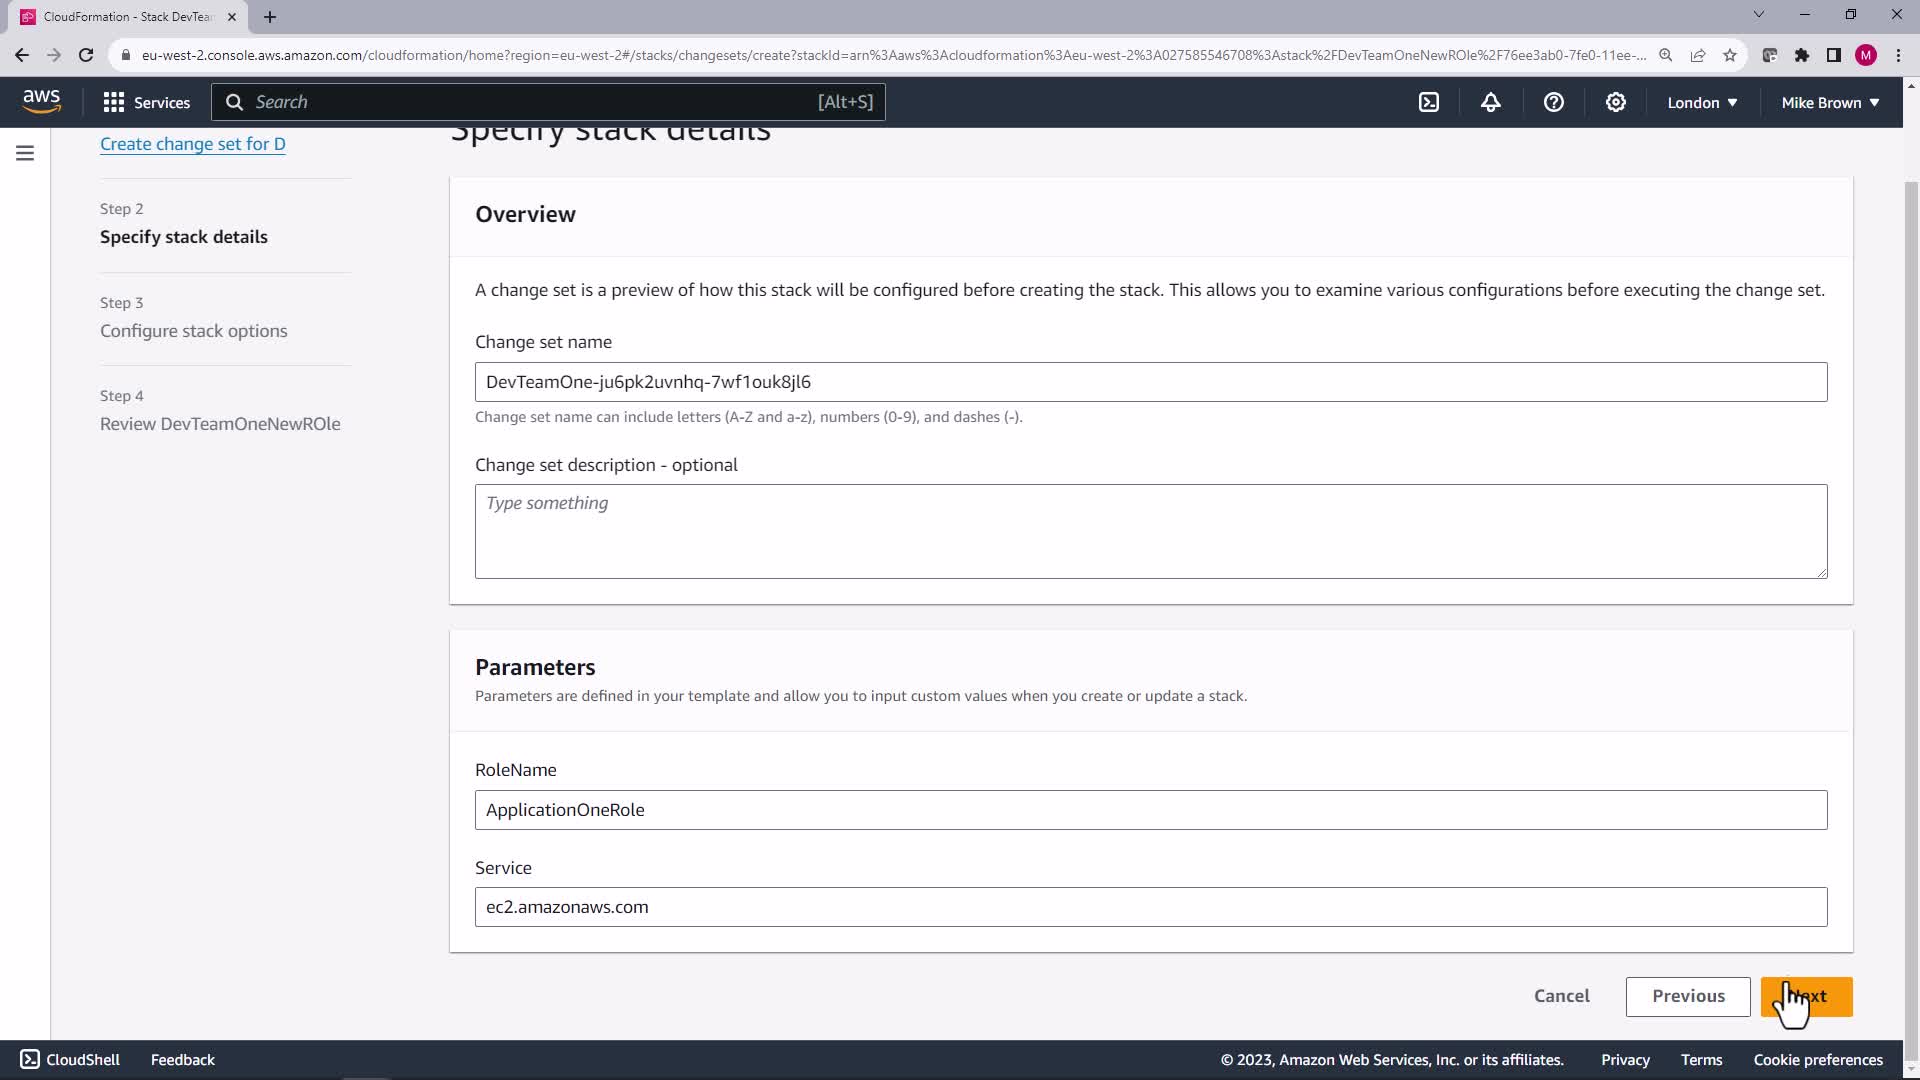 CloudFormation - Stack DevTea
eu-west-2.console.aws.amazon.com/cloudformation/home?region=eu-west-2#/stacks/changesets/create?stackId=arn%3Aaws%3Acloudformation%3Aeu-west-2%3A027585546708%3Astack%2FDevTeamOneNewROle%2F76ee3ab0-7fe0-11ee-...
M
aws
Services
Search
[Alt+S]
London
Mike Brown
Create change set for D
Step 2
Specify stack details
Step 3
Configure stack options
Step 4
Review DevTeamOneNewROle
Specify stack details
Overview
A change set is a preview of how this stack will be configured before creating the stack. This allows you to examine various configurations before executing the change set.
Change set name
DevTeamOne-ju6pk2uvnhq-7wf1ouk8jl6
Change set name can include letters (A-Z and a-z), numbers (0-9), and dashes (-).
Change set description - optional
Type something
Parameters
Parameters are defined in your template and allow you to input custom values when you create or update a stack.
RoleName
ApplicationOneRole
Service
ec2.amazonaws.com
Cancel
Previous
Next
CloudShell
Feedback
© 2023, Amazon Web Services, Inc. or its affiliates.
Privacy
Terms
Cookie preferences